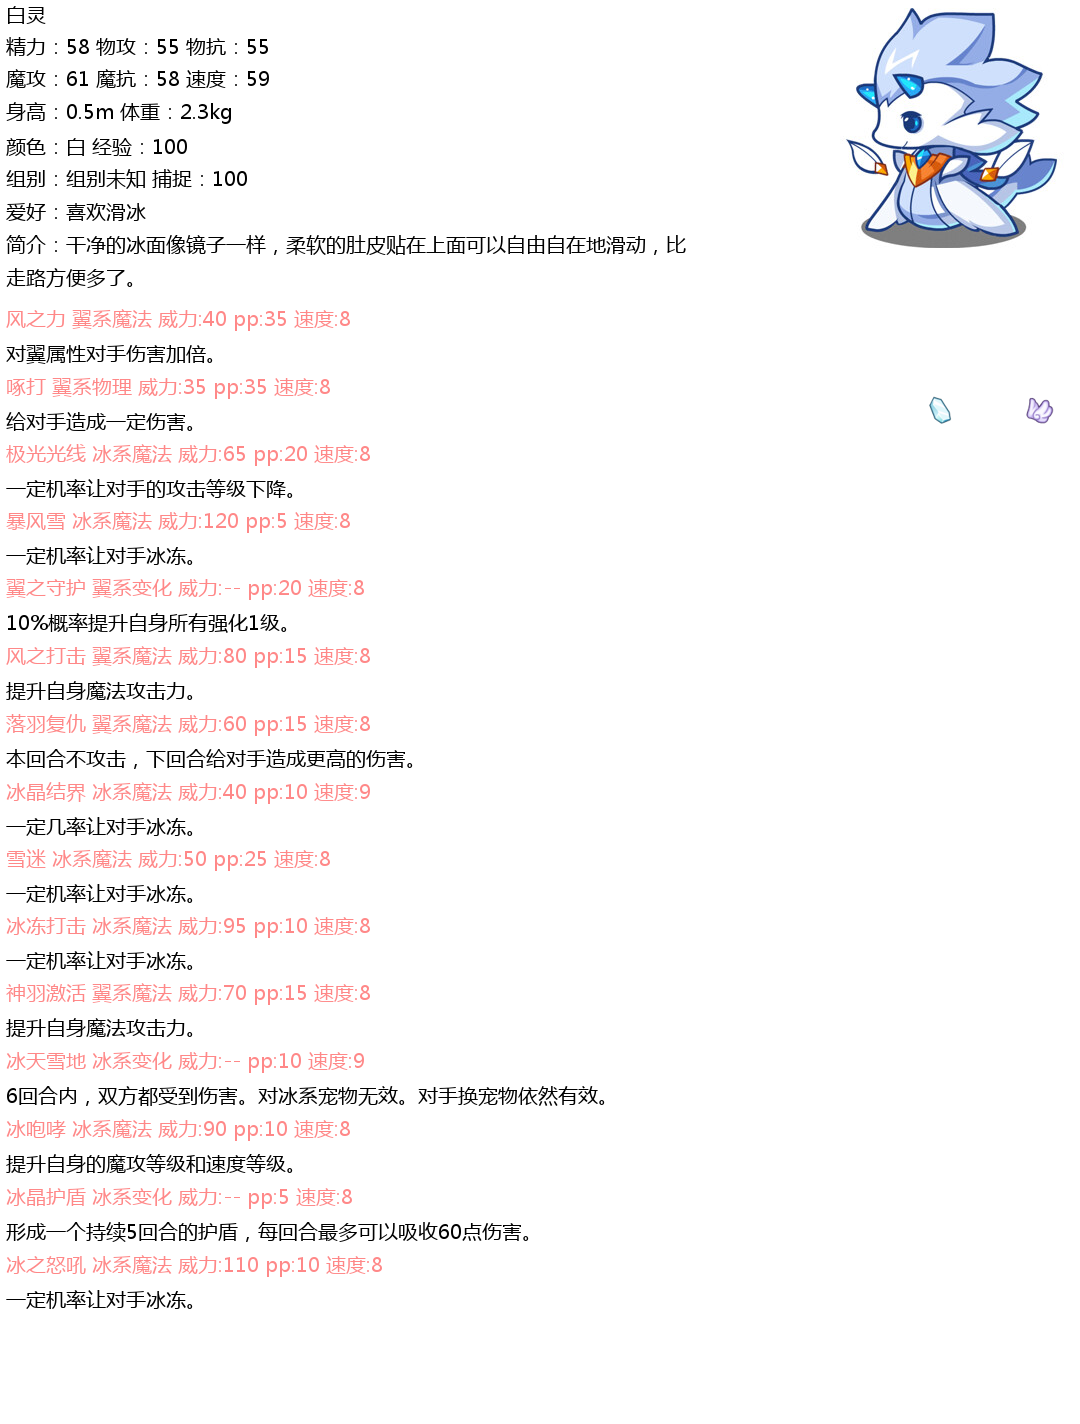 白灵
精力：58 物攻：55 物抗：55
魔攻：61 魔抗：58 速度：59
身高：0.5m 体重：2.3kg
颜色：白 经验：100
组别：组别未知 捕捉：100
爱好：喜欢滑冰
简介：干净的冰面像镜子一样，柔软的肚皮贴在上面可以自由自在地滑动，比
走路方便多了。
风之力 翼系魔法 威力:40 pp:35 速度:8
对翼属性对手伤害加倍。
啄打 翼系物理 威力:35 pp:35 速度:8
给对手造成一定伤害。
极光光线 冰系魔法 威力:65 pp:20 速度:8
一定机率让对手的攻击等级下降。
暴风雪 冰系魔法 威力:120 pp:5 速度:8
一定机率让对手冰冻。
翼之守护 翼系变化 威力:-- pp:20 速度:8
10%概率提升自身所有强化1级。
风之打击 翼系魔法 威力:80 pp:15 速度:8
提升自身魔法攻击力。
落羽复仇 翼系魔法 威力:60 pp:15 速度:8
本回合不攻击，下回合给对手造成更高的伤害。
冰晶结界 冰系魔法 威力:40 pp:10 速度:9
一定几率让对手冰冻。
雪迷 冰系魔法 威力:50 pp:25 速度:8
一定机率让对手冰冻。
冰冻打击 冰系魔法 威力:95 pp:10 速度:8
一定机率让对手冰冻。
神羽激活 翼系魔法 威力:70 pp:15 速度:8
提升自身魔法攻击力。
冰天雪地 冰系变化 威力:-- pp:10 速度:9
6回合内，双方都受到伤害。对冰系宠物无效。对手换宠物依然有效。
冰咆哮 冰系魔法 威力:90 pp:10 速度:8
提升自身的魔攻等级和速度等级。
冰晶护盾 冰系变化 威力:-- pp:5 速度:8
形成一个持续5回合的护盾，每回合最多可以吸收60点伤害。
冰之怒吼 冰系魔法 威力:110 pp:10 速度:8
一定机率让对手冰冻。